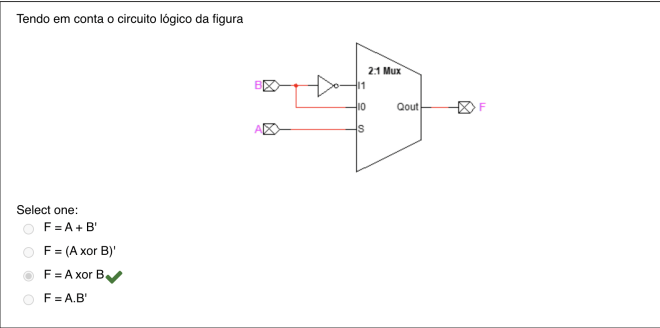 Tendo em conta o circuito lógico da figura
2:1 Mux
B
I1
I0
Qout
F
A
S
Select one:
F = A + B'
F = (A xor B)'
F = A xor B
F = A.B'